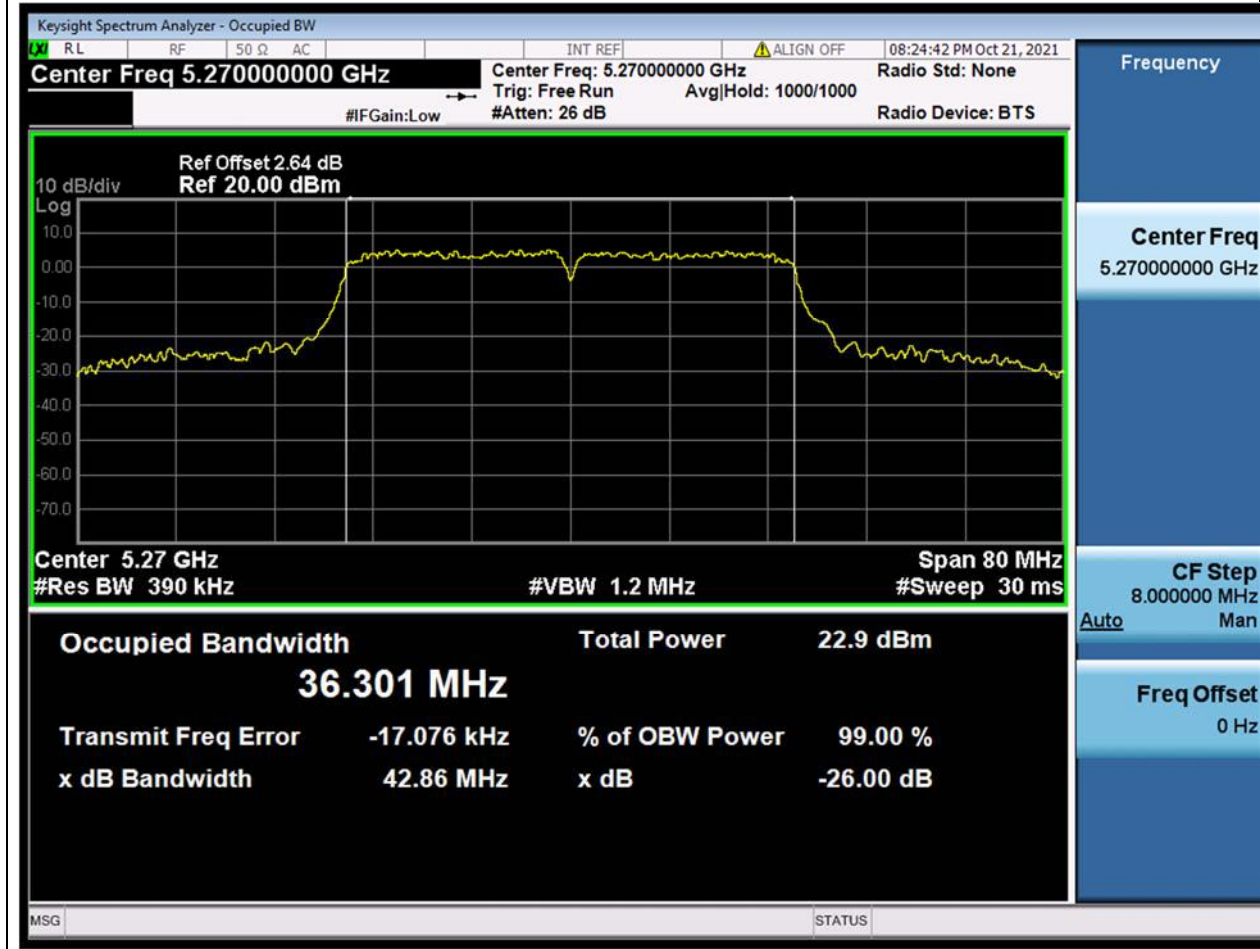 Keysight Spectrum Analyzer - Occupied BW
LXI RL RF 50 Ω AC INT REF ALIGN OFF 08:24:42 PM Oct 21, 2021
Center Freq 5.270000000 GHz
Center Freq: 5.270000000 GHz
Radio Std: None
Trig: Free Run Avg|Hold: 1000/1000
#IFGain:Low
#Atten: 26 dB
Radio Device: BTS
Ref Offset 2.64 dB
10 dB/div Ref 20.00 dBm
Log
10.0
0.00
-10.0
-20.0
-30.0
-40.0
-50.0
-60.0
-70.0
Center 5.27 GHz Span 80 MHz
#Res BW 390 kHz #VBW 1.2 MHz #Sweep 30 ms
Occupied Bandwidth Total Power 22.9 dBm
36.301 MHz
Transmit Freq Error -17.076 kHz % of OBW Power 99.00 %
x dB Bandwidth 42.86 MHz x dB -26.00 dB
MSG STATUS
Frequency
Center Freq
5.270000000 GHz
CF Step
8.000000 MHz
Auto Man
Freq Offset
0 Hz